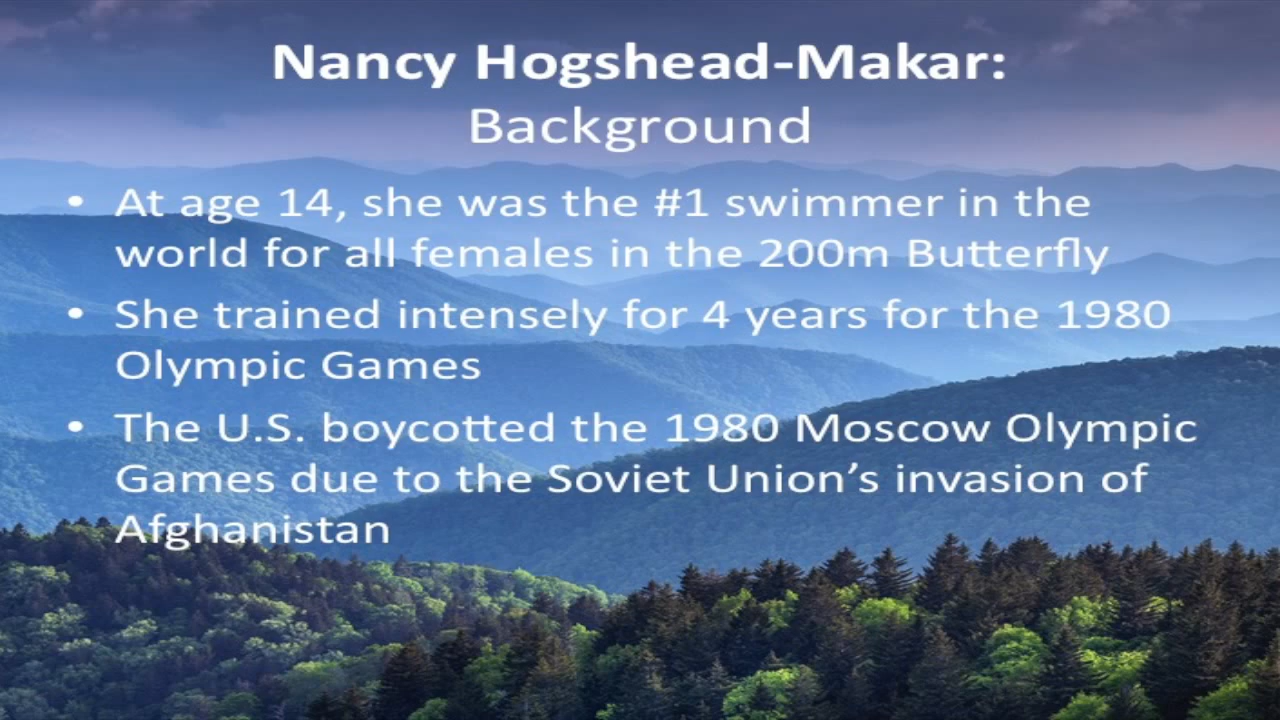 Nancy Hogshead-Makar:
Background
• At age 14, she was the #1 swimmer in the
world for all females in the 200m Butterfly
• She trained intensely for 4 years for the 1980
Olympic Games
• The U.S. boycotted the 1980 Moscow Olympic
Games due to the Soviet Union’s invasion of
Afghanistan